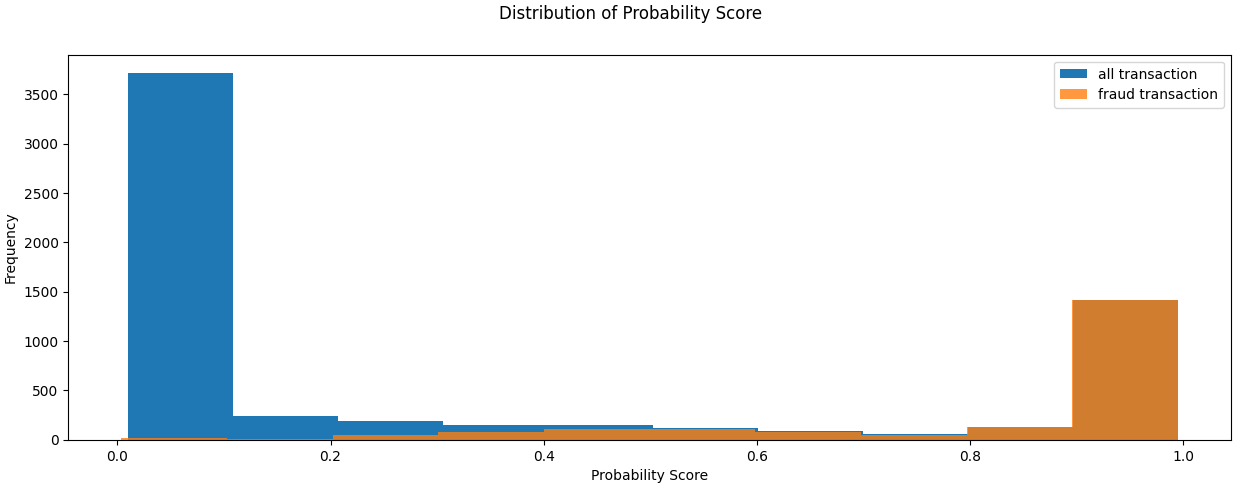 Distribution of Probability Score
all transaction
fraud transaction
Frequency
3500
3000
2500
2000
1500
1000
500
0
0.0 0.2 0.4 0.6 0.8 1.0
Probability Score